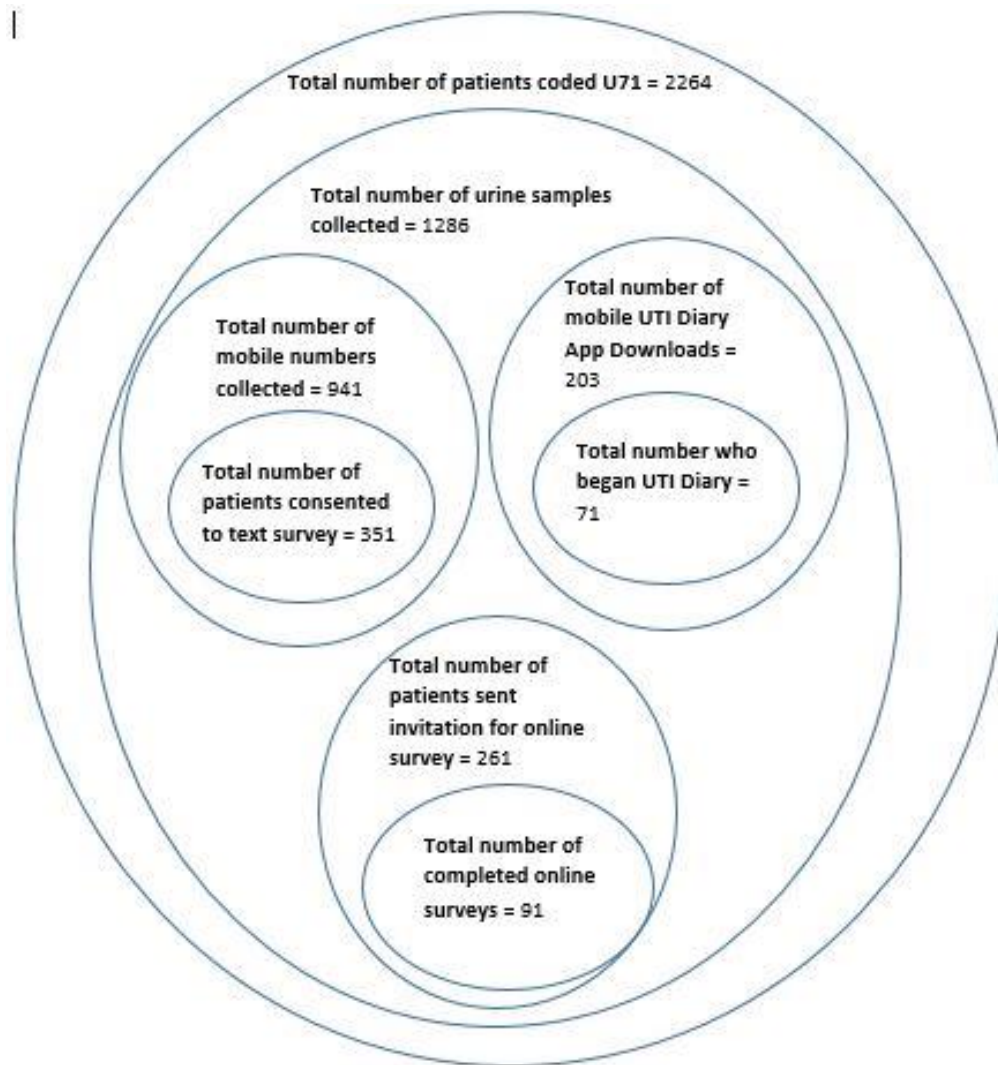 Total number of patients coded U71 = 2264
Total number of urine samples
collected = 1286
Total number of
mobile numbers
collected = 941
Total number of
patients consented
to text survey = 351
Total number of
mobile UTI Diary
App Downloads =
203
Total number who
began UTI Diary =
71
Total number of
patients sent
invitation for online
survey = 261
Total number of
completed online
surveys = 91